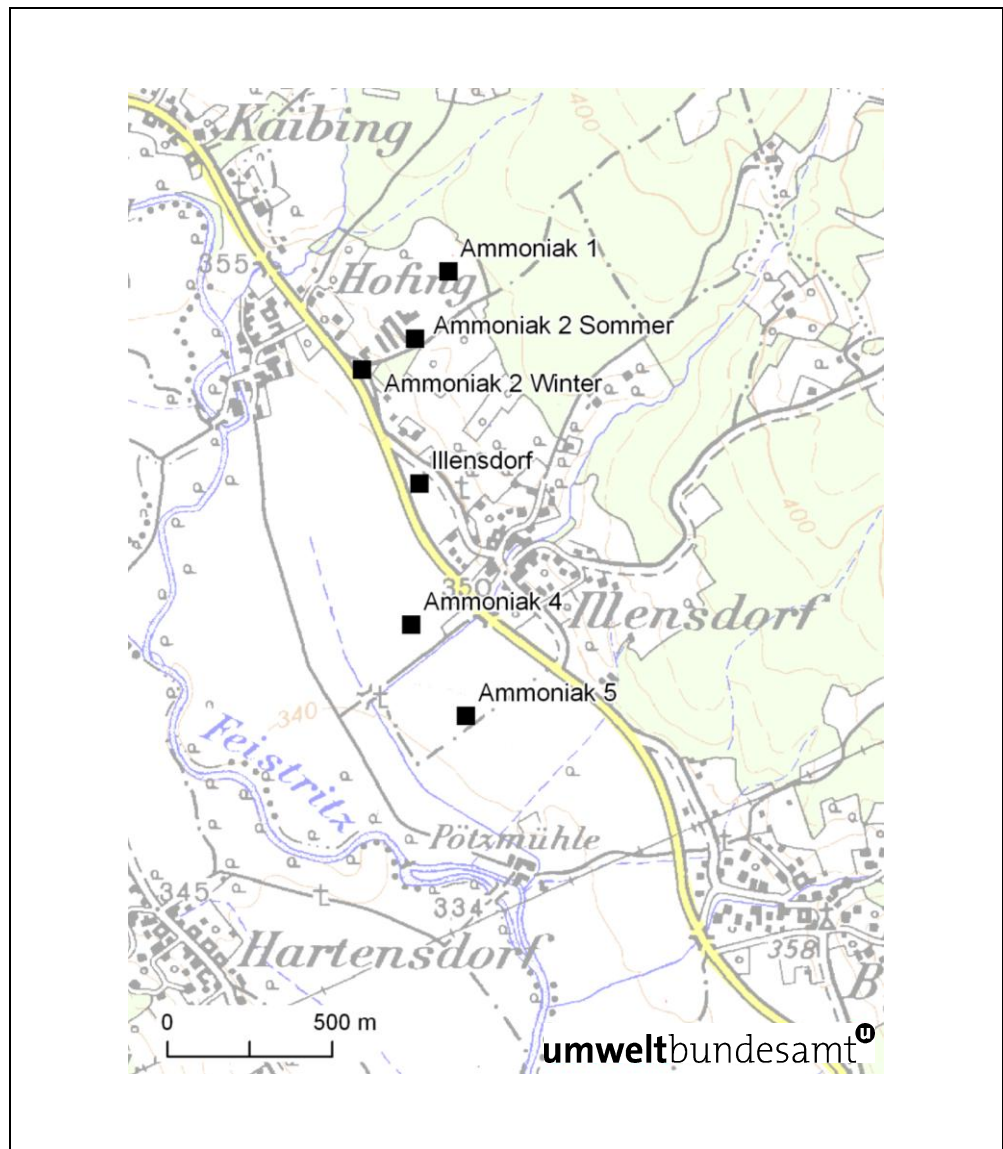 Kaibing
400
Ammoniak 1
355
Hofing
Ammoniak 2 Sommer
Ammoniak 2 Winter
Illensdorf
400
350
Ammoniak 4
Illensdorf
Ammoniak 5
340
Feistritz
Pötzmühle
345
334
Hartensdorf
358
B
0
500 m
umweltbundesamt
u